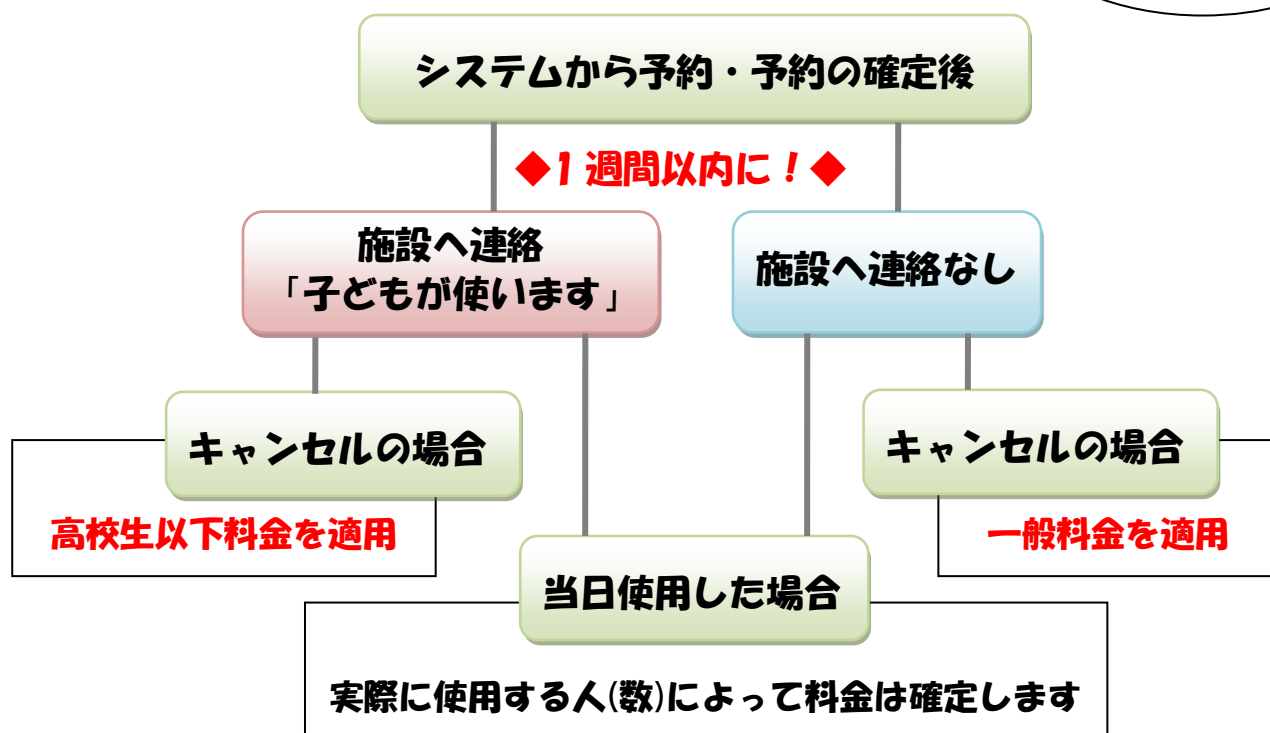 システムから予約・予約の確定後
◆1週間以内に！◆
施設へ連絡
「子どもが使います」
施設へ連絡なし
キャンセルの場合
高校生以下料金を適用
キャンセルの場合
一般料金を適用
当日使用した場合
実際に使用する人(数)によって料金は確定します